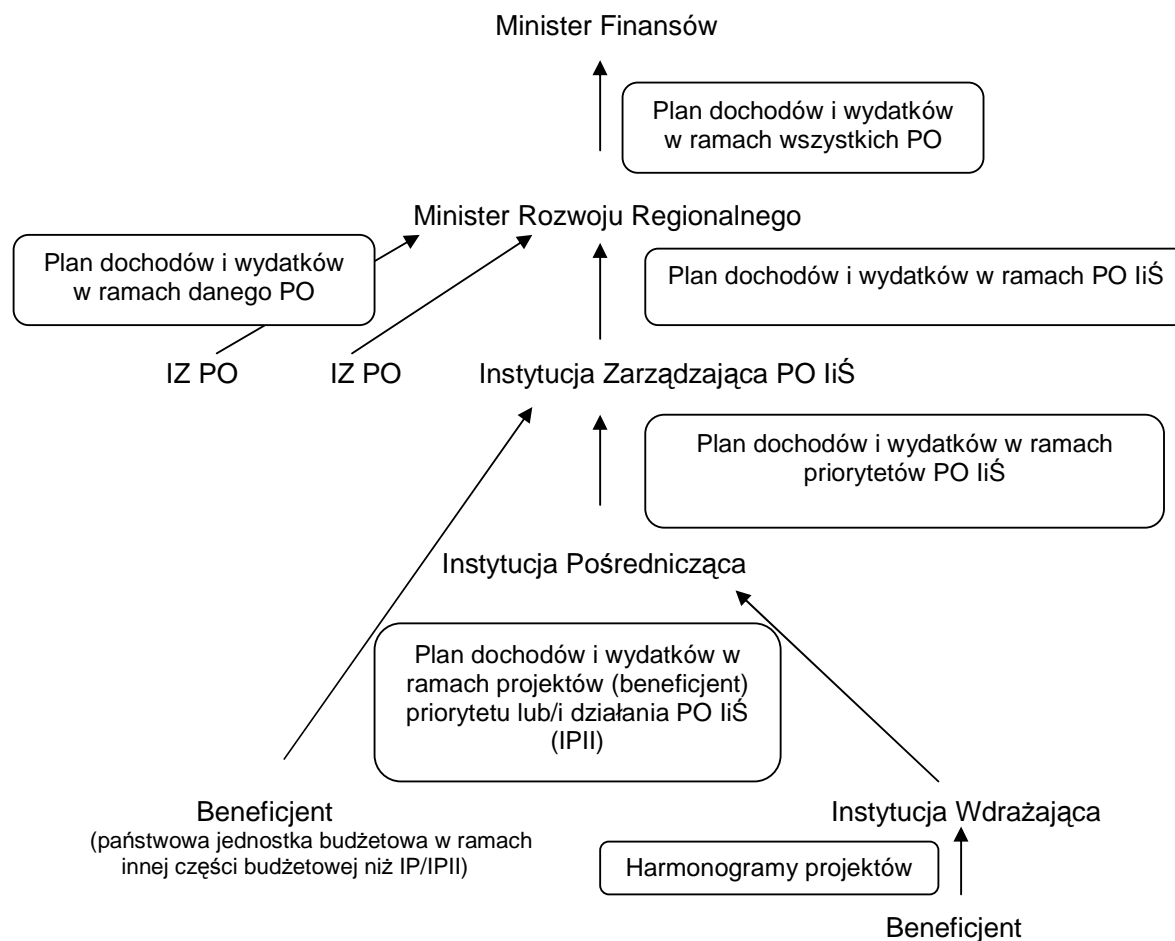 Minister Finansów
Plan dochodów i wydatków
w ramach wszystkich PO
Minister Rozwoju Regionalnego
Plan dochodów i wydatków
w ramach danego PO
Plan dochodów i wydatków w ramach PO IiŚ
IZ PO
IZ PO
Instytucja Zarządzająca PO IiŚ
Plan dochodów i wydatków w ramach
priorytetów PO IiŚ
Instytucja Pośrednicząca
Plan dochodów i wydatków w
ramach projektów (beneficjent)
priorytetu lub/i działania PO IiŚ
(IPII)
Beneficjent
(państwowa jednostka budżetowa w ramach
innej części budżetowej niż IP/IPII)
Instytucja Wdrażająca
Harmonogramy projektów
Beneficjent